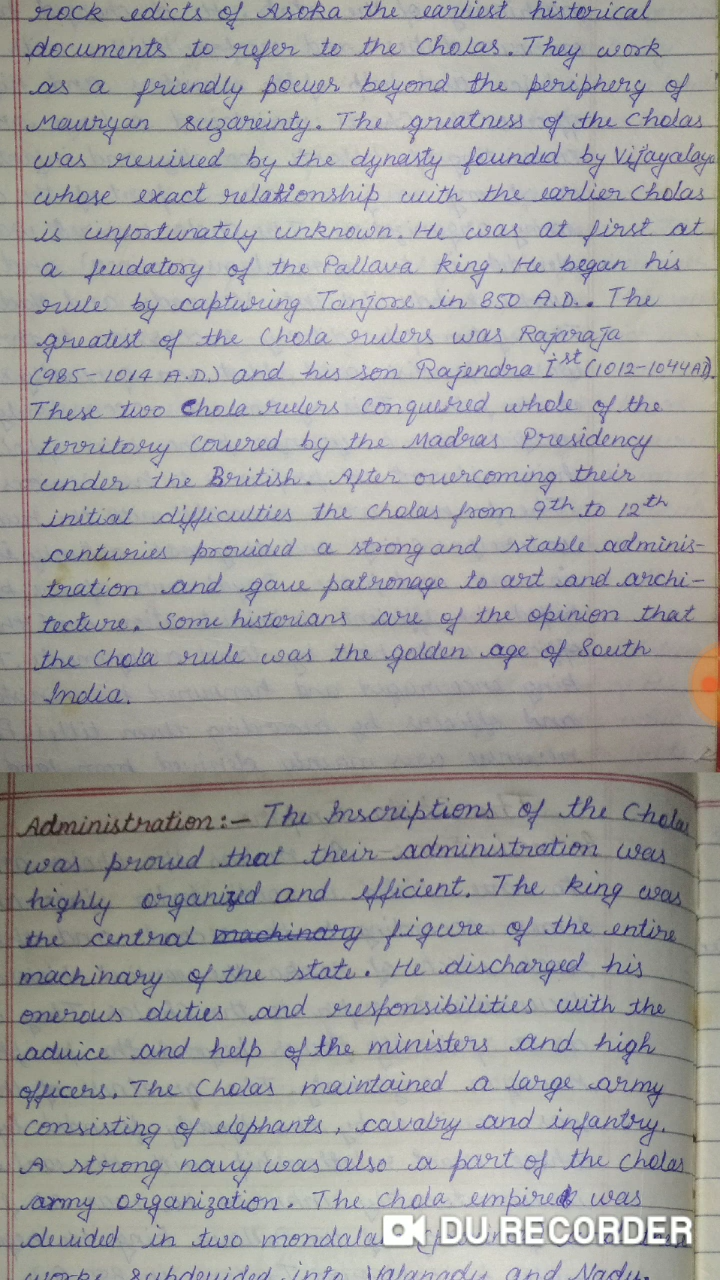 rock edicts of Asoka the earliest historical
documents to refer to the Cholas. They work
as a friendly power beyond the periphery of
Mauryan suzareinty. The greatness of the Cholas
was revived by the dynasty founded by Vijayalaya
whose exact relationship with the earlier Cholas
is unfortunately unknown. He was at first at
a feudatory of the Pallava king. He began his
rule by capturing Tanjore in 850 A.D.. The
greatest of the Chola rulers was Rajaraja
(985-1014 A.D.) and his son Rajendra Ist (1012-1044AD).
These two Chola rulers conquered whole of the
territory covered by the Madras Presidency
under the British. After overcoming their
initial difficulties the Cholas from 9th to 12th
centuries provided a strong and stable adminis-
tration and gave patronage to art and archi-
tecture. Some historians are of the opinion that
the Chola rule was the golden age of South
India.
Administration:- The Inscriptions of the Cholas
was proved that their administration was
highly organized and efficient. The king was
the central machinary figure of the entire
machinary of the state. He discharged his
onerous duties and responsibilities with the
advice and help of the ministers and high
officers. The Cholas maintained a large army
consisting of elephants, cavalry and infantry.
A strong navy was also a part of the Cholas
army organization. The Chola empire was
devided in two mondala
DU RECORDER
subdevided into Valanadu and Nadu.